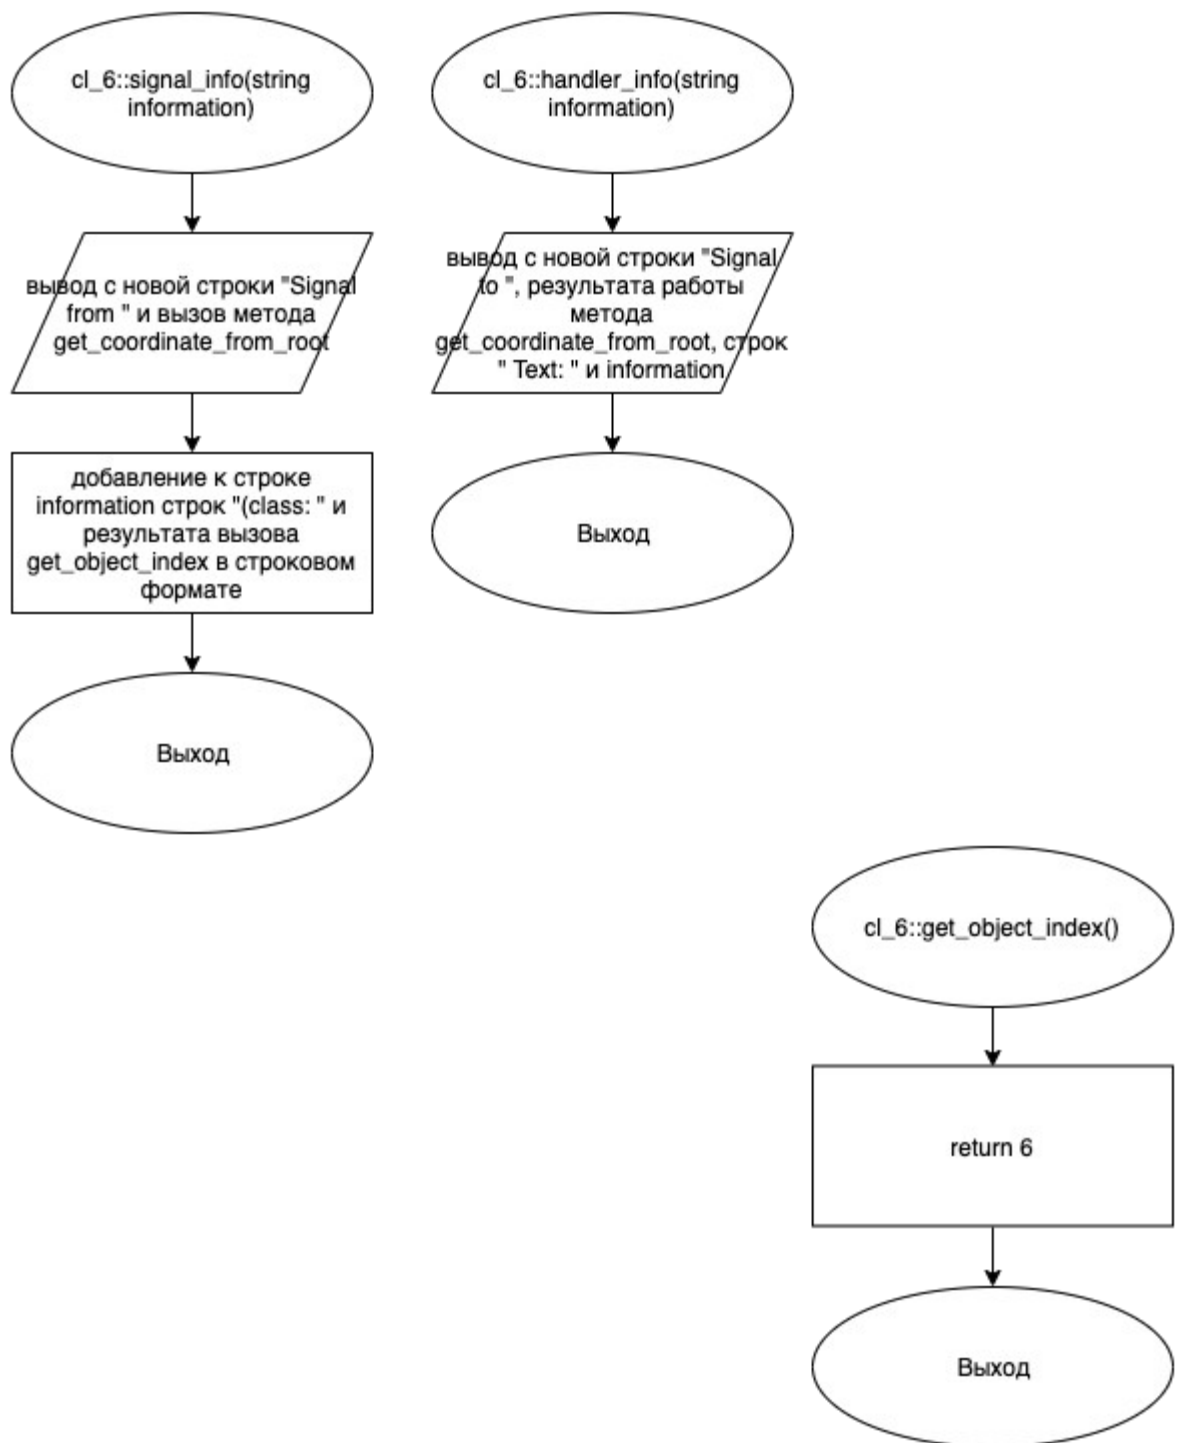 cl_6::signal_info(string
information)
вывод с новой строки "Signal
from " и вызов метода
get_coordinate_from_root
добавление к строке
information строк "(class: " и
результата вызова
get_object_index в строковом
формате
Выход
cl_6::handler_info(string
information)
вывод с новой строки "Signal
to ", результата работы
метода
get_coordinate_from_root, строк
" Text: " и information
Выход
cl_6::get_object_index()
return 6
Выход